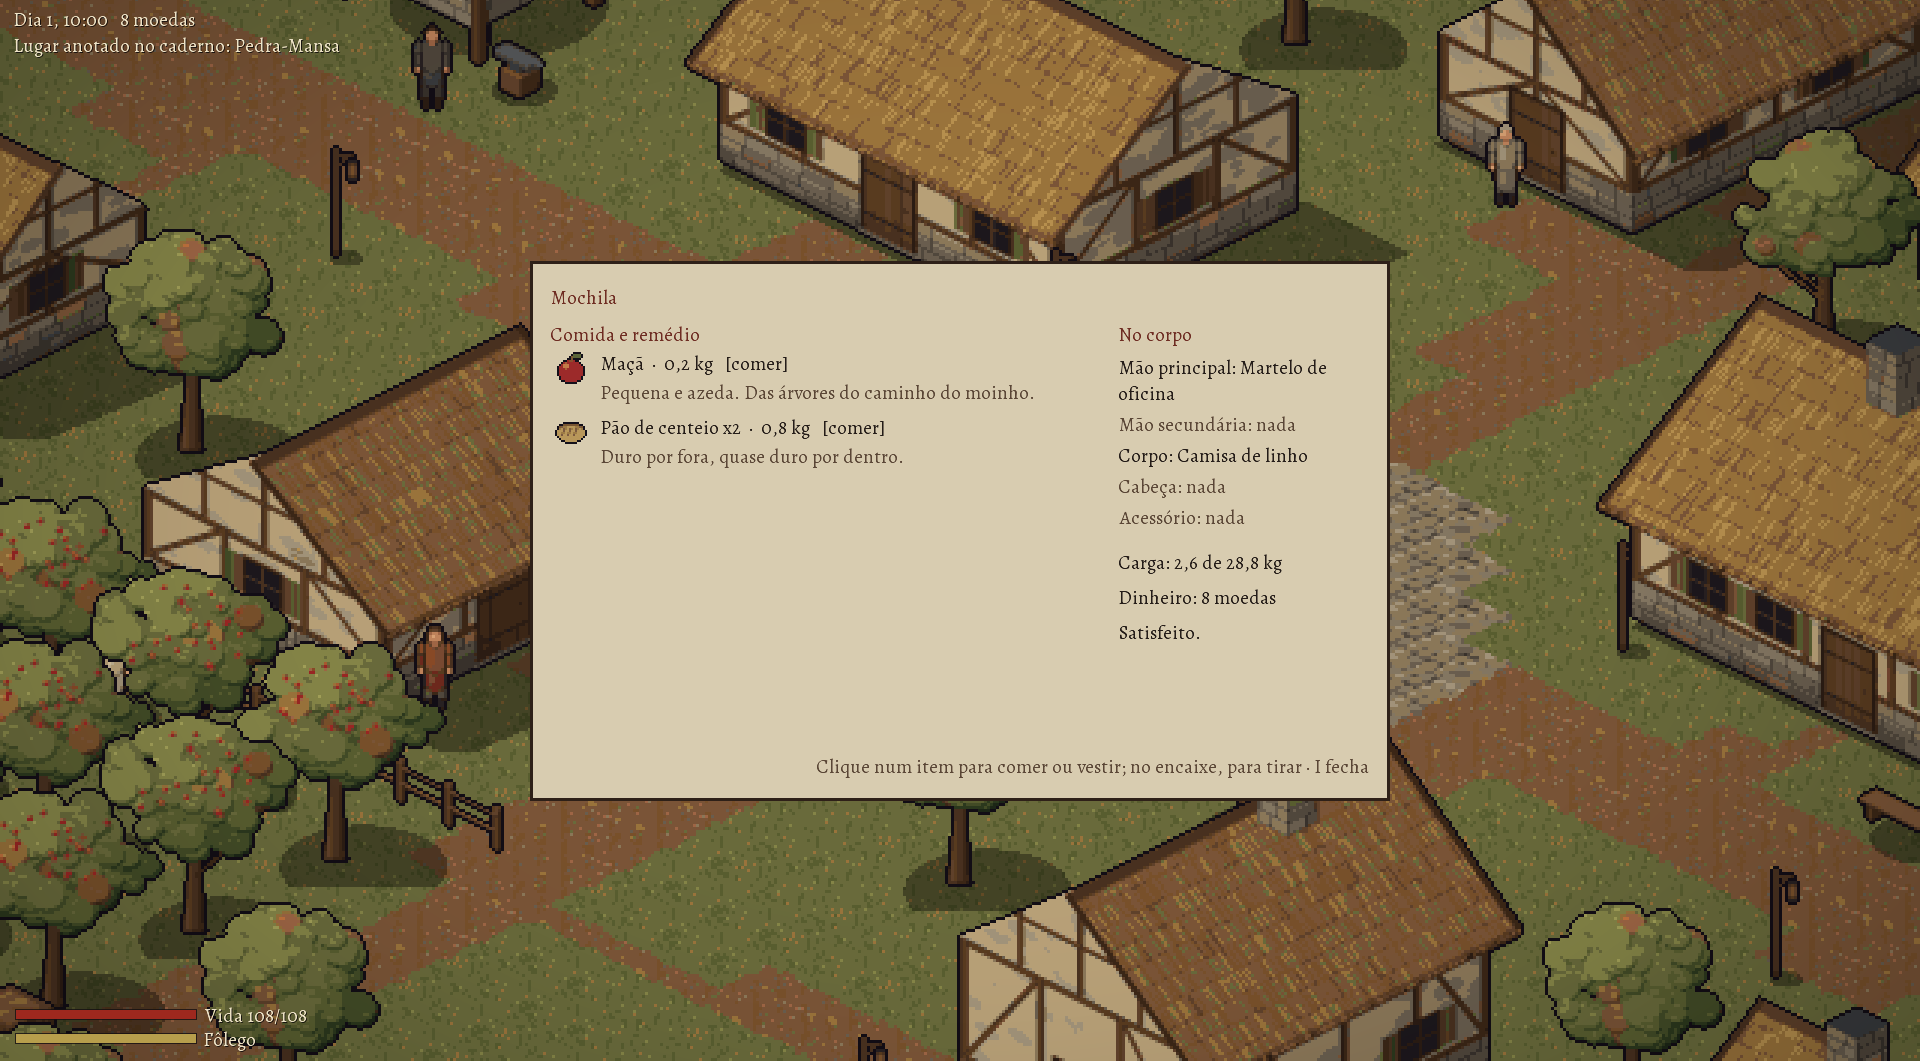 Dia 1, 10:00 8 moedas
Lugar anotado no caderno: Pedra-Mansa
Mochila
Comida e remédio
Maçã · 0,2 kg [comer]
Pequena e azeda. Das árvores do caminho do moinho.
Pão de centeio x2 · 0,8 kg [comer]
Duro por fora, quase duro por dentro.
No corpo
Mão principal: Martelo de
oficina
Mão secundária: nada
Corpo: Camisa de linho
Cabeça: nada
Acessório: nada
Carga: 2,6 de 28,8 kg
Dinheiro: 8 moedas
Satisfeito.
Clique num item para comer ou vestir; no encaixe, para tirar · I fecha
Vida 108/108
Fôlego